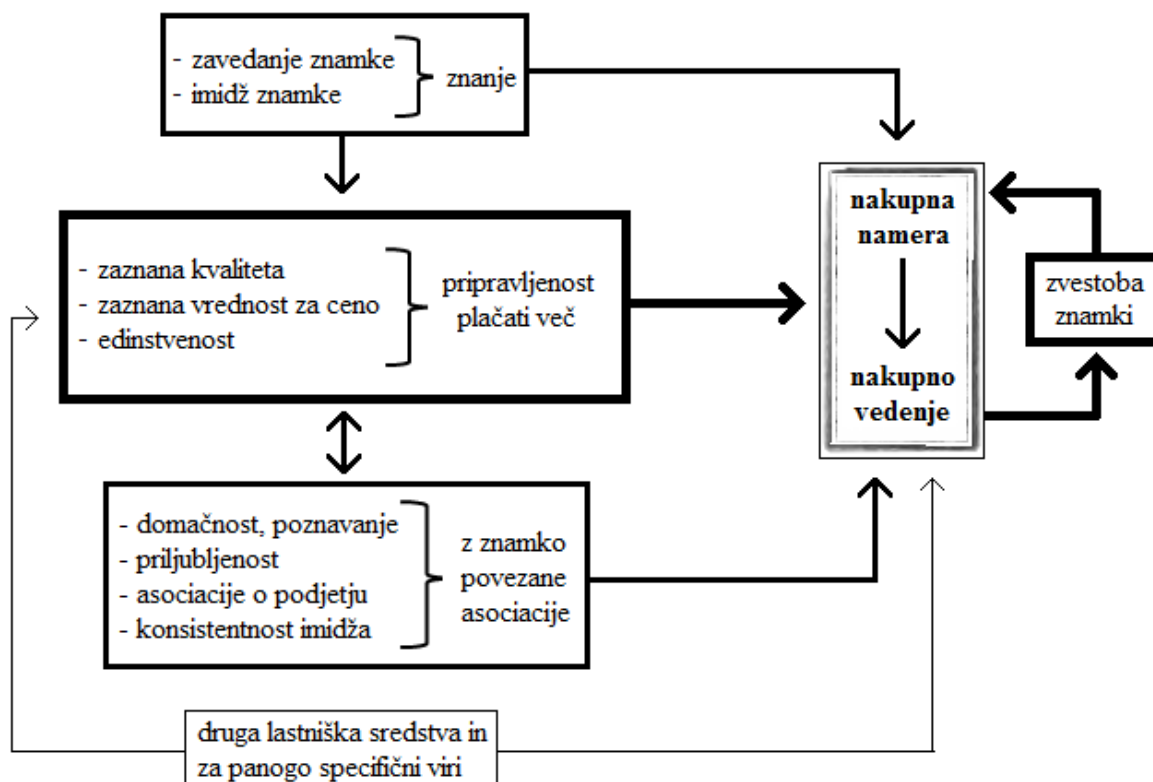 - zavedanje znamke
- imidž znamke
znanje
- zaznana kvaliteta
- zaznana vrednost za ceno
- edinstvenost
pripravljenost
plačati več
- domačnost, poznavanje
- priljubljenost
- asociacije o podjetju
- konsistentnost imidža
z znamko
povezane
asociacije
nakupna
namera
nakupno
vedenje
zvestoba
znamki
druga lastniška sredstva in
za panogo specifični viri